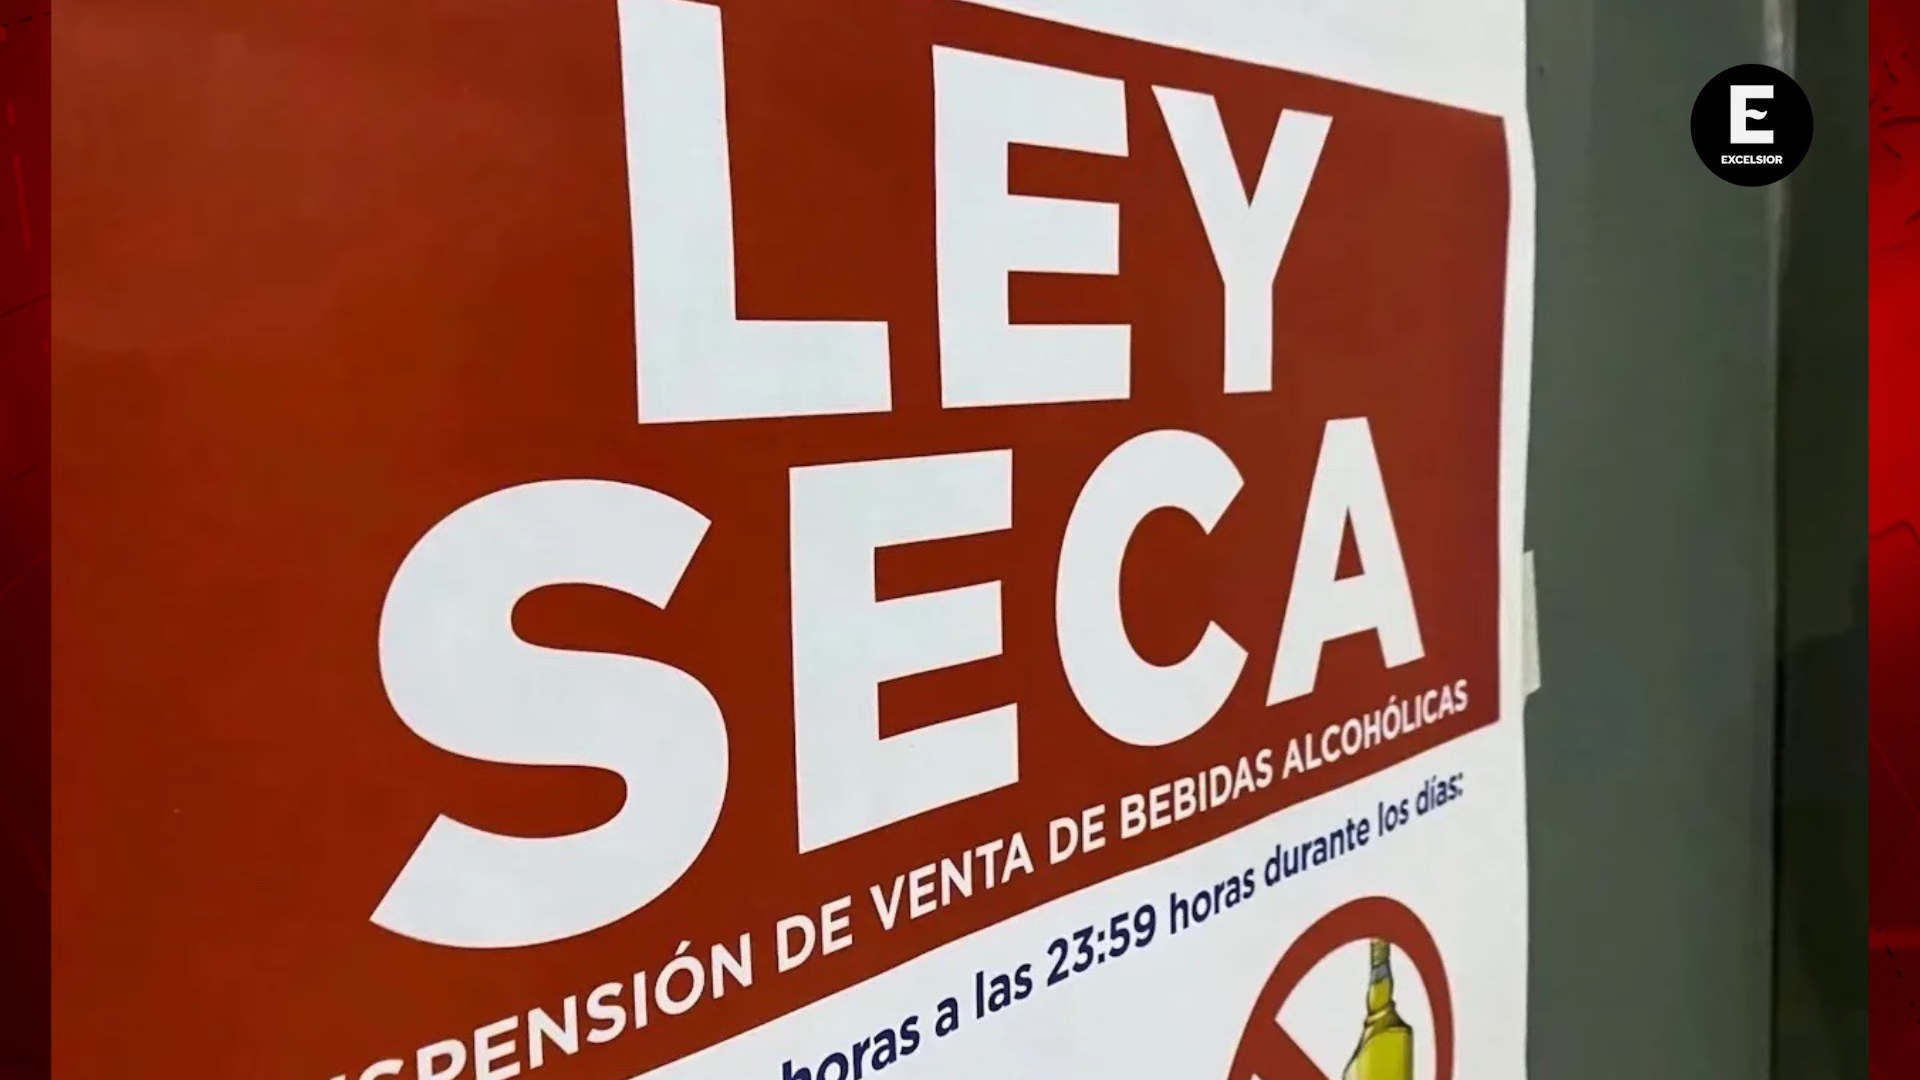 LEY
SECA
SUSPENSIÓN DE VENTA DE BEBIDAS ALCOHÓLICAS
horas a las 23:59 horas durante los días:
E
EXCELSIOR